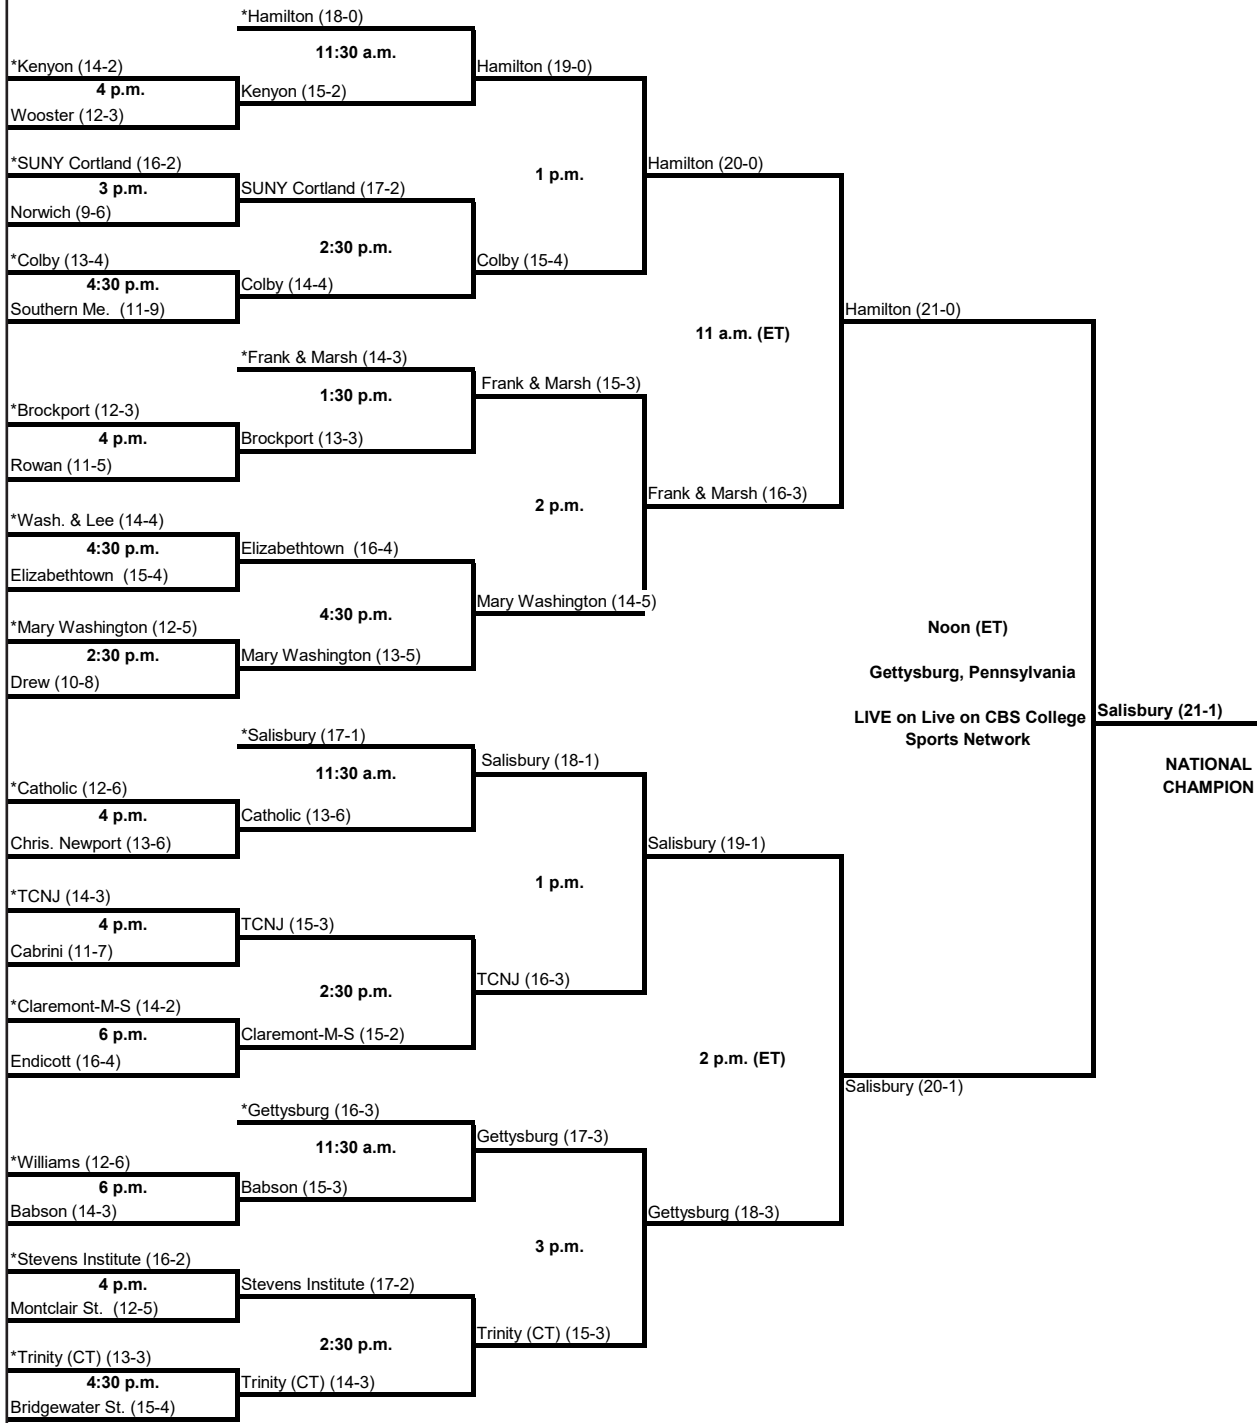 *Hamilton (18-0)
11:30 a.m.
*Kenyon (14-2)
Hamilton (19-0)
4 p.m.
Kenyon (15-2)
Wooster (12-3)
*SUNY Cortland (16-2)
Hamilton (20-0)
1 p.m.
3 p.m.
SUNY Cortland (17-2)
Norwich (9-6)
2:30 p.m.
*Colby (13-4)
Colby (15-4)
4:30 p.m.
Colby (14-4)
Southern Me.  (11-9)
Hamilton (21-0)
11 a.m. (ET)
*Frank & Marsh (14-3)
Frank & Marsh (15-3)
1:30 p.m.
*Brockport (12-3)
4 p.m.
Brockport (13-3)
Rowan (11-5)
Frank & Marsh (16-3)
2 p.m.
*Wash. & Lee (14-4)
4:30 p.m.
Elizabethtown  (16-4)
Elizabethtown  (15-4)
Mary Washington (14-5)
4:30 p.m.
*Mary Washington (12-5)
Noon (ET)
2:30 p.m.
Mary Washington (13-5)
Gettysburg, Pennsylvania
Drew (10-8)
Salisbury (21-1)
LIVE on Live on CBS College
Sports Network
*Salisbury (17-1)
Salisbury (18-1)
NATIONAL
CHAMPION
11:30 a.m.
*Catholic (12-6)
4 p.m.
Catholic (13-6)
Chris. Newport (13-6)
Salisbury (19-1)
1 p.m.
*TCNJ (14-3)
4 p.m.
TCNJ (15-3)
Cabrini (11-7)
TCNJ (16-3)
2:30 p.m.
*Claremont-M-S (14-2)
6 p.m.
Claremont-M-S (15-2)
Endicott (16-4)
2 p.m. (ET)
Salisbury (20-1)
*Gettysburg (16-3)
Gettysburg (17-3)
11:30 a.m.
*Williams (12-6)
6 p.m.
Babson (15-3)
Babson (14-3)
Gettysburg (18-3)
3 p.m.
*Stevens Institute (16-2)
4 p.m.
Stevens Institute (17-2)
Montclair St.  (12-5)
Trinity (CT) (15-3)
2:30 p.m.
*Trinity (CT) (13-3)
4:30 p.m.
Trinity (CT) (14-3)
Bridgewater St. (15-4)